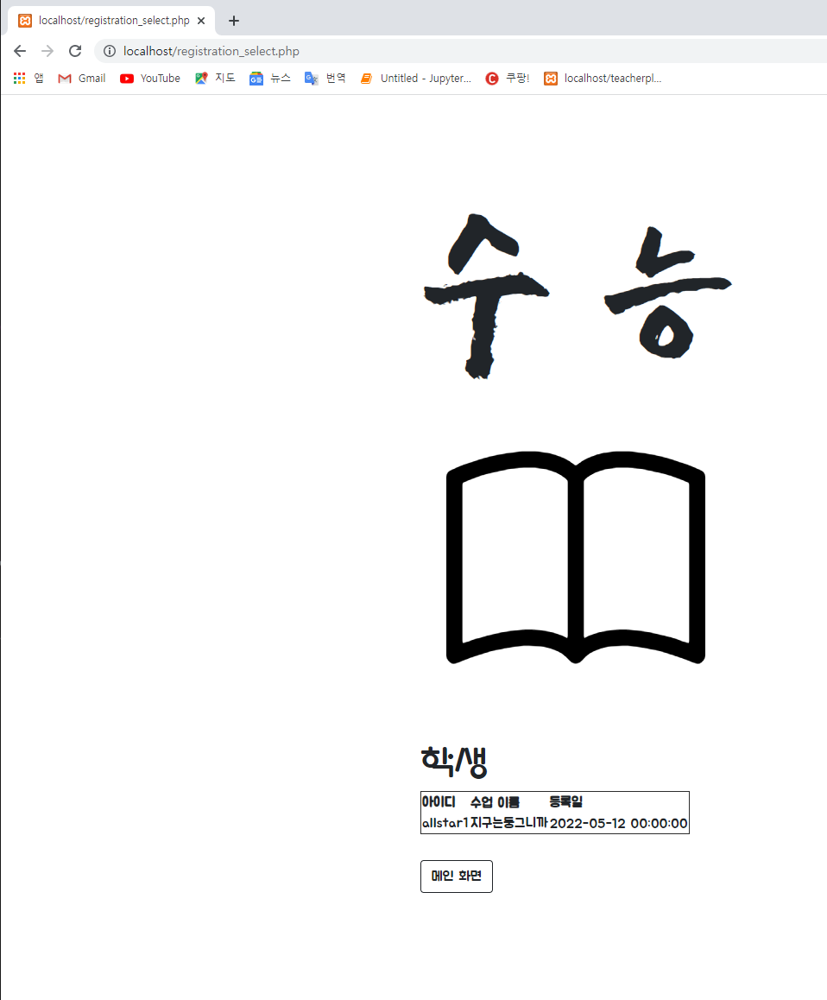 localhost/registration_select.php
localhost/registration_select.php
앱 Gmail YouTube 지도 뉴스 번역 Untitled - Jupyter... 쿠팡! localhost/teacherpl...
수 능
학생
아이디 수업 이름 등록일
allstar1 지구는둥그니까 2022-05-12 00:00:00
메인 화면